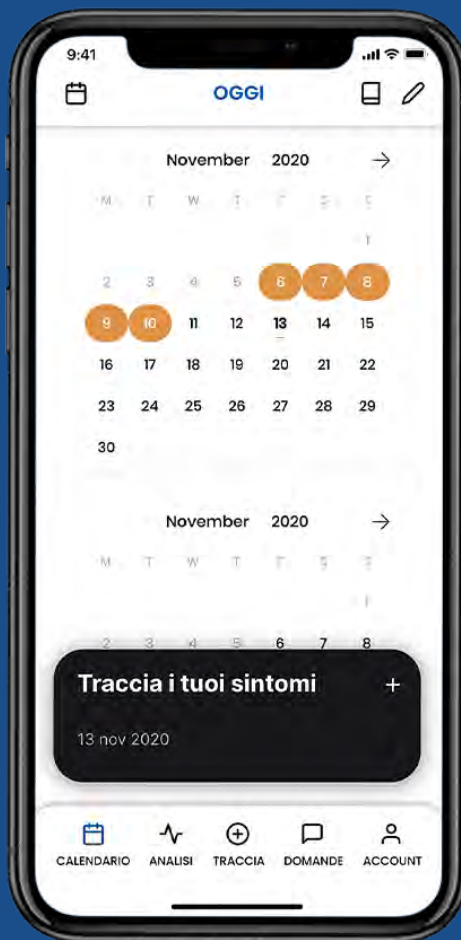 9:41
OGGI
November 2020 →
M T W T F S S
1
2 3 4 5 6 7 8
9 10 11 12 13 14 15
16 17 18 19 20 21 22
23 24 25 26 27 28 29
30
November 2020 →
M T W T F S S
1
2 3 4 5 6 7 8
Traccia i tuoi sintomi +
13 nov 2020
CALENDARIO ANALISI TRACCIA DOMANDE ACCOUNT